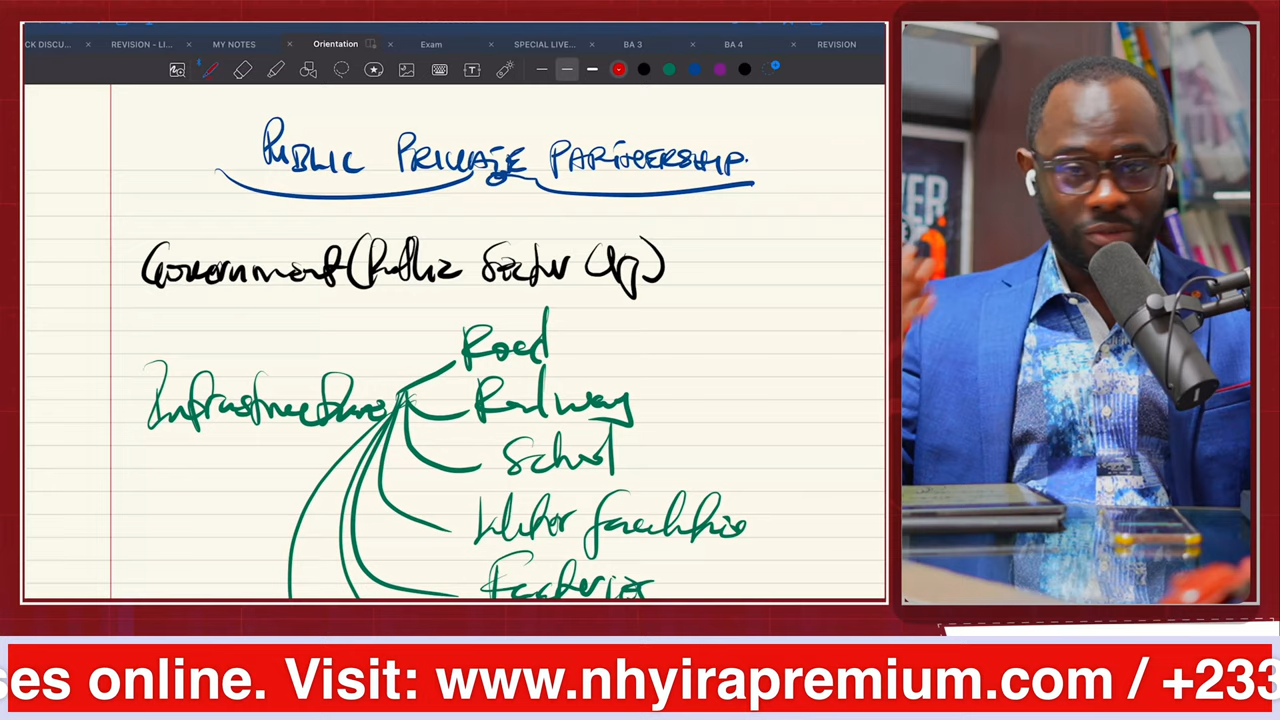 CK DISCU... × REVISION - LI... × MY NOTES × Orientation × Exam × SPECIAL LIVE... × BA 3 × BA 4 × REVISION
PUBLIC PRIVATE PARTNERSHIP.
Government (Public Sector Org)
Road
Infrastructure
Railway
School
Water facilities
Factories
ses online. Visit: www.nhyirapremium.com / +233